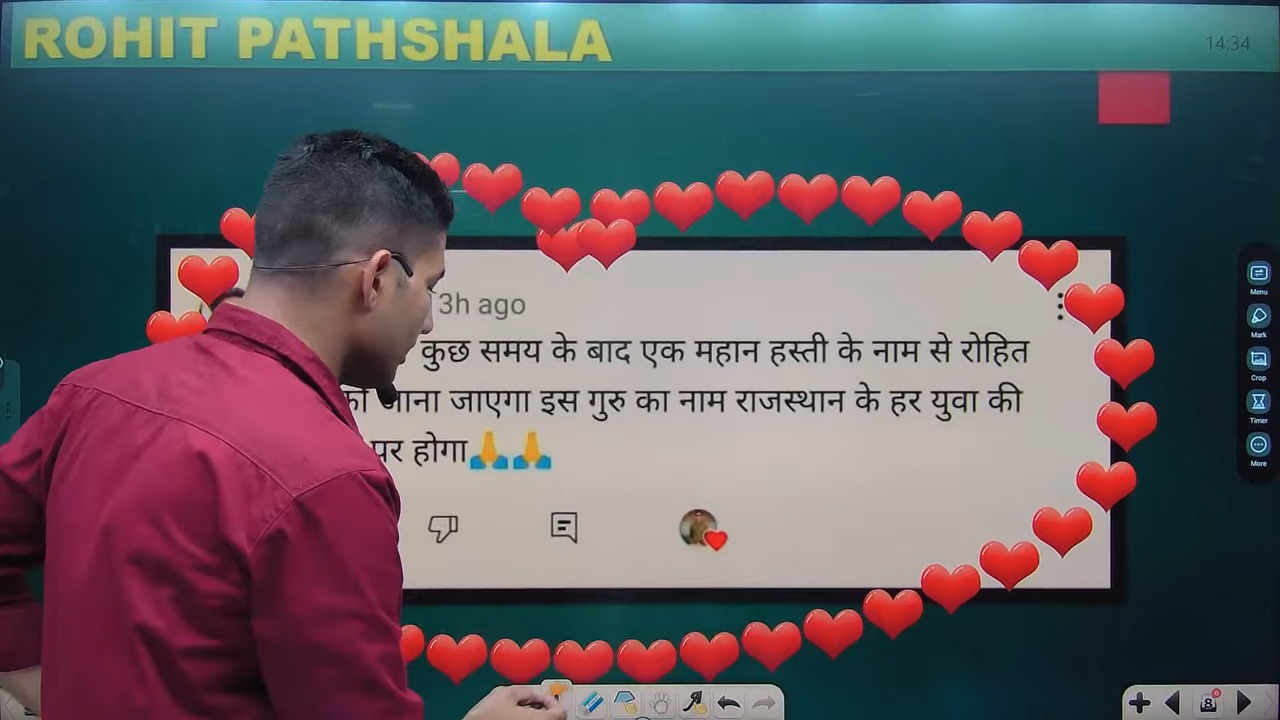 ROHIT PATHSHALA
14:34
3h ago
कुछ समय के बाद एक महान हस्ती के नाम से रोहित
जाना जाएगा इस गुरु का नाम राजस्थान के हर युवा की
पर होगा🙏🙏
Menu
Mark
Crop
Timer
More